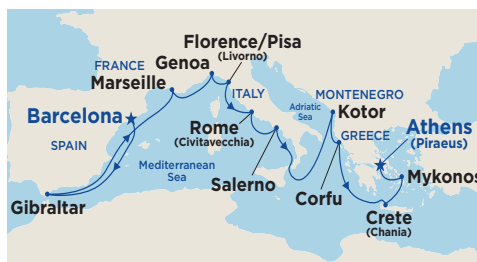 Florence/Pisa
(Livorno)
Genoa
FRANCE
Marseille
ITALY
MONTENEGRO
Adriatic
Sea
Kotor
Barcelona
Rome
(Civitavecchia)
GREECE
Athens
(Piraeus)
SPAIN
Mediterranean
Sea
Salerno
Mykonos
Gibraltar
Corfu
Crete
(Chania)